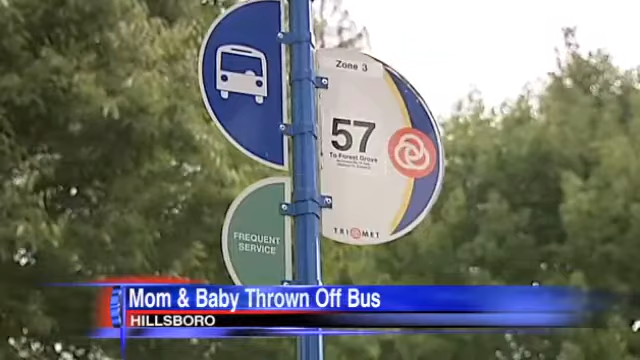 Zone 3
57
To Forest Grove
TRI MET
FREQUENT
SERVICE
Mom & Baby Thrown Off Bus
HILLSBORO